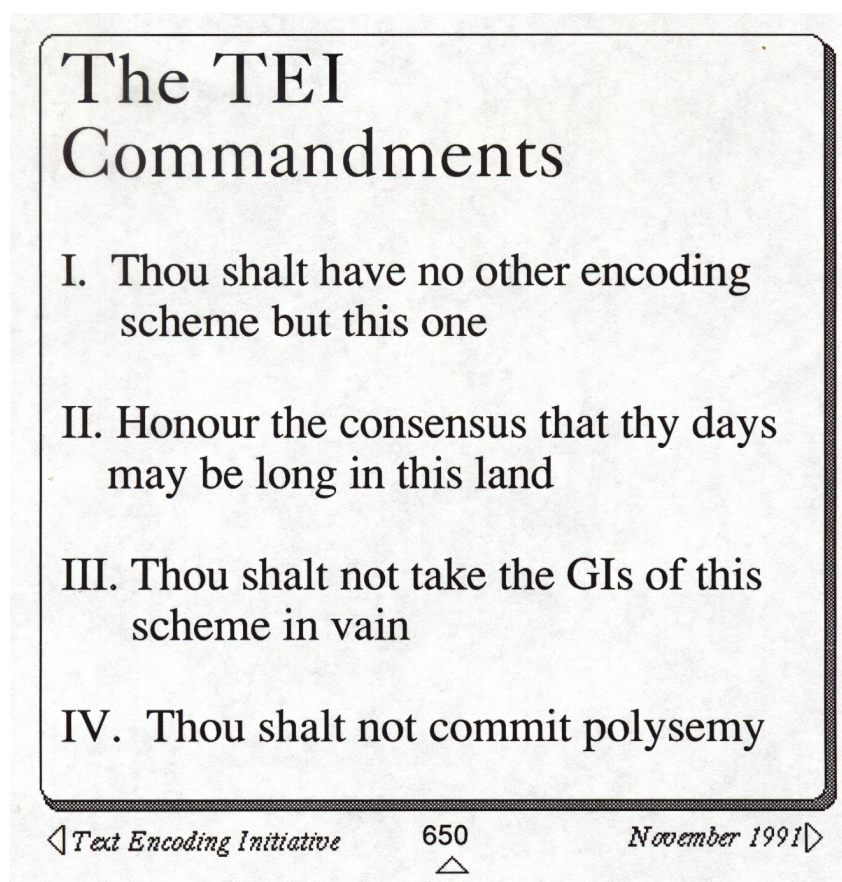 The TEI
Commandments
I. Thou shalt have no other encoding
scheme but this one
II. Honour the consensus that thy days
may be long in this land
III. Thou shalt not take the GIs of this
scheme in vain
IV. Thou shalt not commit polysemy
Text Encoding Initiative 650 November 1991